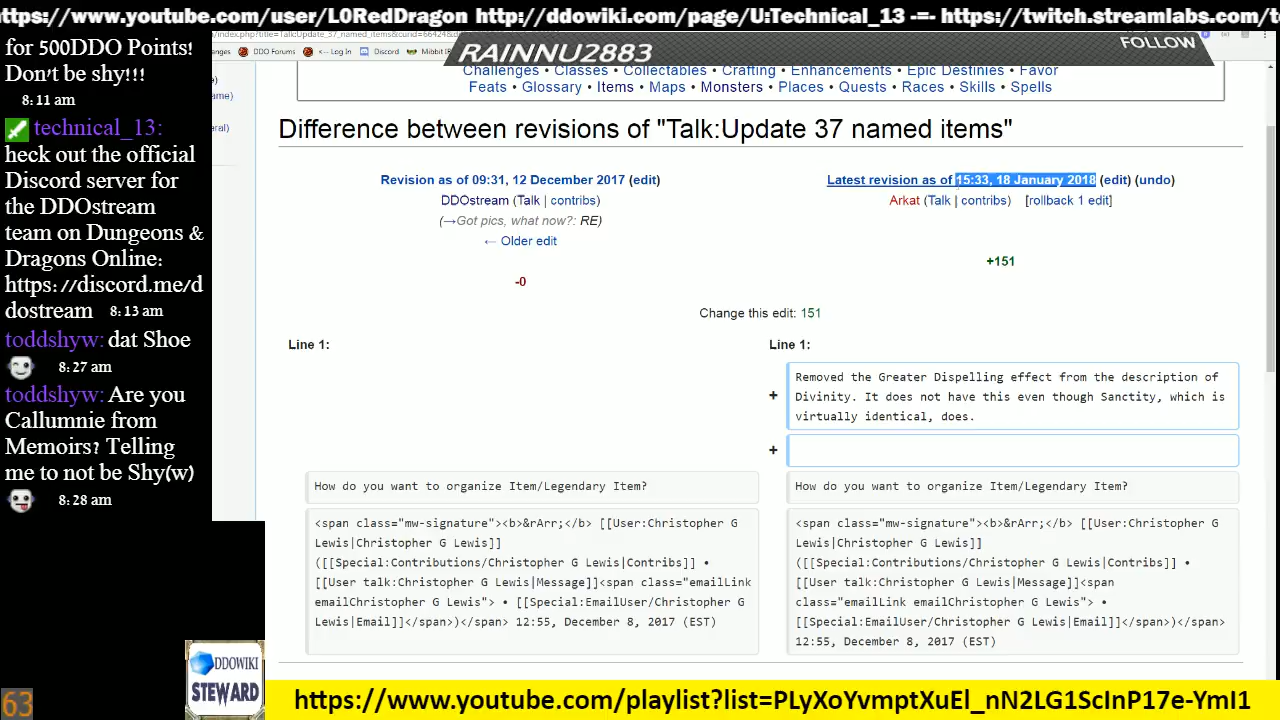 https://www.youtube.com/user/L0RedDragon http://ddowiki.com/page/U:Technical_13 -=- https://twitch.streamlabs.com/t
/index.php?title=Talk:Update_37_named_items&curid=66424&d
DDO Forums <-- Log In Discord Mibbit
RAINNU2883
FOLLOW
for 500DDO Points!
Don't be shy!!!
8:11 am
technical_13:
heck out the official
Discord server for
the DDOstream
team on Dungeons &
Dragons Online:
https://discord.me/d
dostream 8:13 am
toddshyw: dat Shoe
8:27 am
toddshyw: Are you
Callumnie from
Memoirs? Telling
me to not be Shy(w)
8:28 am
Challenges • Classes • Collectables • Crafting • Enhancements • Epic Destinies • Favor
Feats • Glossary • Items • Maps • Monsters • Places • Quests • Races • Skills • Spells
Difference between revisions of "Talk:Update 37 named items"
Revision as of 09:31, 12 December 2017 (edit)
DDOstream (Talk | contribs)
(→Got pics, what now?: RE)
← Older edit
-0
Latest revision as of 15:33, 18 January 2018 (edit) (undo)
Arkat (Talk | contribs) [rollback 1 edit]
+151
Change this edit: 151
Line 1:
Line 1:
+ Removed the Greater Dispelling effect from the description of
Divinity. It does not have this even though Sanctity, which is
virtually identical, does.
+
How do you want to organize Item/Legendary Item?
How do you want to organize Item/Legendary Item?
<span class="mw-signature"><b>&rArr;</b> [[User:Christopher G
Lewis|Christopher G Lewis]]
([[Special:Contributions/Christopher G Lewis|Contribs]] •
[[User talk:Christopher G Lewis|Message]]<span class="emailLink
emailChristopher G Lewis"> • [[Special:EmailUser/Christopher G
Lewis|Email]]</span>)</span> 12:55, December 8, 2017 (EST)
<span class="mw-signature"><b>&rArr;</b> [[User:Christopher G
Lewis|Christopher G Lewis]]
([[Special:Contributions/Christopher G Lewis|Contribs]] •
[[User talk:Christopher G Lewis|Message]]<span
class="emailLink emailChristopher G Lewis"> •
[[Special:EmailUser/Christopher G Lewis|Email]]</span>)</span>
12:55, December 8, 2017 (EST)
DDOWIKI
STEWARD
63
https://www.youtube.com/playlist?list=PLyXoYvmptXuEl_nN2LG1ScInP17e-YmI1